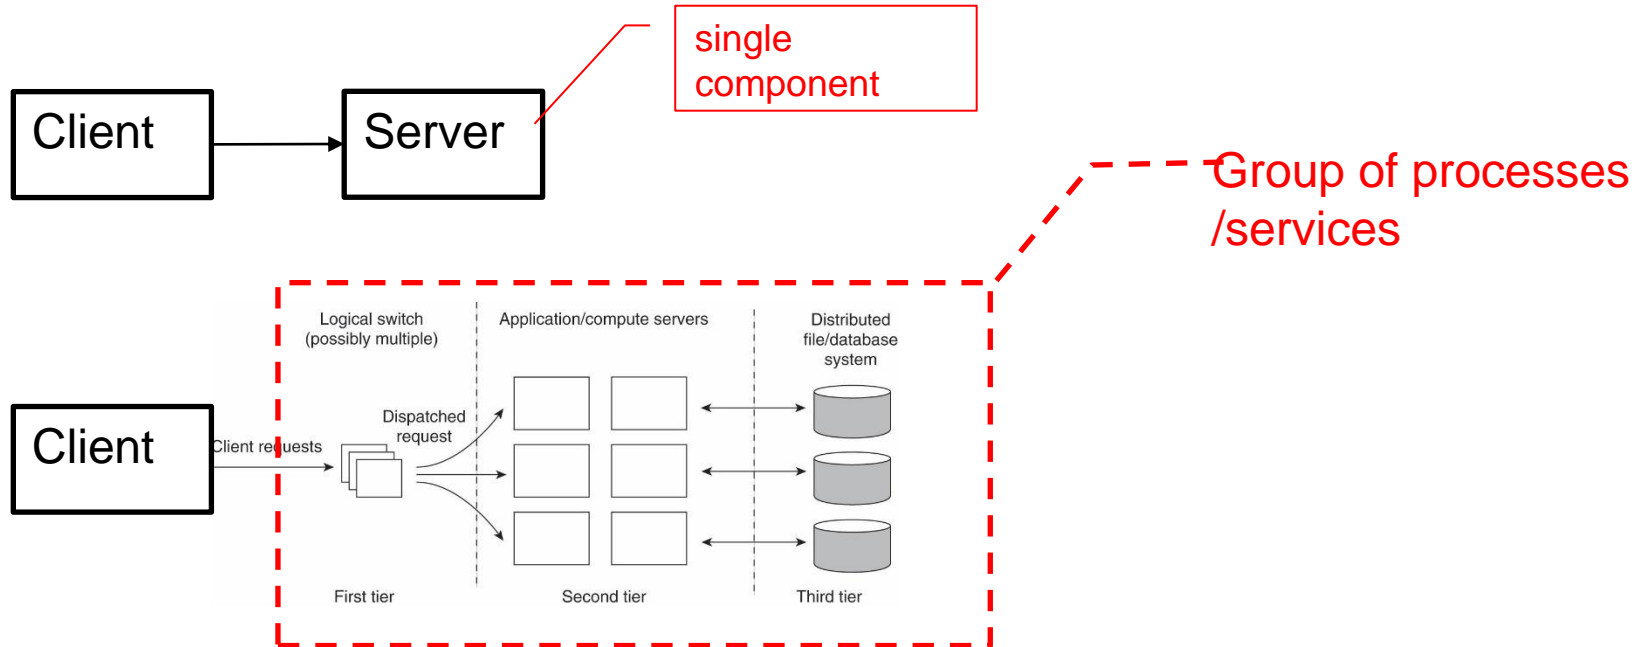 single
component
Client
Server
Group of processes
/services
Logical switch
(possibly multiple)
Application/compute servers
Distributed
file/database
system
Client
Client requests
Dispatched
request
First tier
Second tier
Third tier